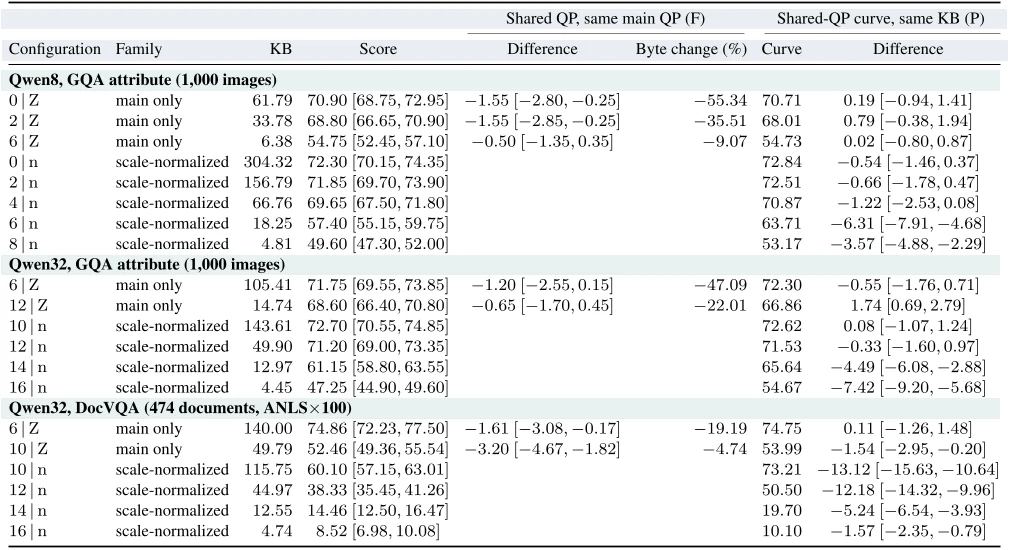 Shared QP, same main QP (F) Shared-QP curve, same KB (P)
Configuration Family KB Score Difference Byte change (%) Curve Difference
Qwen8, GQA attribute (1,000 images)
0 | Z main only 61.79 70.90 [68.75, 72.95] −1.55 [−2.80, −0.25] −55.34 70.71 0.19 [−0.94, 1.41]
2 | Z main only 33.78 68.80 [66.65, 70.90] −1.55 [−2.85, −0.25] −35.51 68.01 0.79 [−0.38, 1.94]
6 | Z main only 6.38 54.75 [52.45, 57.10] −0.50 [−1.35, 0.35] −9.07 54.73 0.02 [−0.80, 0.87]
0 | n scale-normalized 304.32 72.30 [70.15, 74.35] 72.84 −0.54 [−1.46, 0.37]
2 | n scale-normalized 156.79 71.85 [69.70, 73.90] 72.51 −0.66 [−1.78, 0.47]
4 | n scale-normalized 66.76 69.65 [67.50, 71.80] 70.87 −1.22 [−2.53, 0.08]
6 | n scale-normalized 18.25 57.40 [55.15, 59.75] 63.71 −6.31 [−7.91, −4.68]
8 | n scale-normalized 4.81 49.60 [47.30, 52.00] 53.17 −3.57 [−4.88, −2.29]
Qwen32, GQA attribute (1,000 images)
6 | Z main only 105.41 71.75 [69.55, 73.85] −1.20 [−2.55, 0.15] −47.09 72.30 −0.55 [−1.76, 0.71]
12 | Z main only 14.74 68.60 [66.40, 70.80] −0.65 [−1.70, 0.45] −22.01 66.86 1.74 [0.69, 2.79]
10 | n scale-normalized 143.61 72.70 [70.55, 74.85] 72.62 0.08 [−1.07, 1.24]
12 | n scale-normalized 49.90 71.20 [69.00, 73.35] 71.53 −0.33 [−1.60, 0.97]
14 | n scale-normalized 12.97 61.15 [58.80, 63.55] 65.64 −4.49 [−6.08, −2.88]
16 | n scale-normalized 4.45 47.25 [44.90, 49.60] 54.67 −7.42 [−9.20, −5.68]
Qwen32, DocVQA (474 documents, ANLS×100)
6 | Z main only 140.00 74.86 [72.23, 77.50] −1.61 [−3.08, −0.17] −19.19 74.75 0.11 [−1.26, 1.48]
10 | Z main only 49.79 52.46 [49.36, 55.54] −3.20 [−4.67, −1.82] −4.74 53.99 −1.54 [−2.95, −0.20]
10 | n scale-normalized 115.75 60.10 [57.15, 63.01] 73.21 −13.12 [−15.63, −10.64]
12 | n scale-normalized 44.97 38.33 [35.45, 41.26] 50.50 −12.18 [−14.32, −9.96]
14 | n scale-normalized 12.55 14.46 [12.50, 16.47] 19.70 −5.24 [−6.54, −3.93]
16 | n scale-normalized 4.74 8.52 [6.98, 10.08] 10.10 −1.57 [−2.35, −0.79]